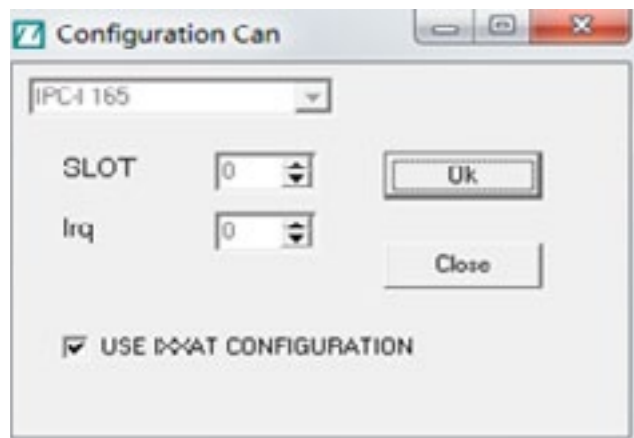 Configuration Can
IPC-I 165
SLOT 0 Ok
Irq 0
Close
USE IXXAT CONFIGURATION